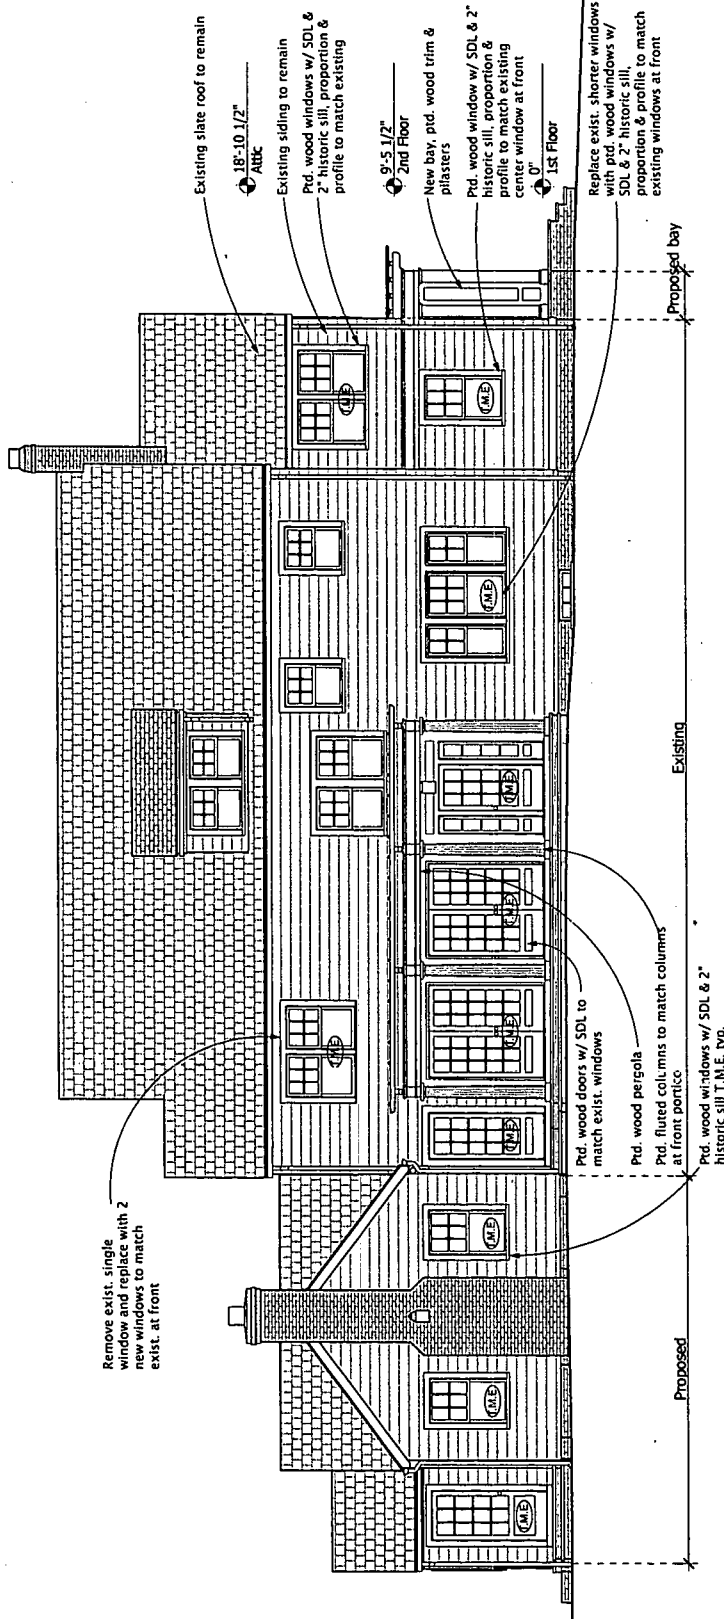 Existing slate roof to remain
18'-10 1/2"
Attic
Existing siding to remain
Ptd. wood windows w/ SDL &
2" historic sill, proportion &
profile to match existing
9'-5 1/2"
2nd Floor
New bay, ptd. wood trim &
pilasters
Ptd. wood window w/ SDL & 2"
historic sill, proportion &
profile to match existing
center window at front
0"
1st Floor
Replace exist. shorter windows
with ptd. wood windows w/
SDL & 2" historic sill,
proportion & profile to match
existing windows at front
Remove exist. single
window and replace with 2
new windows to match
exist. at front
T.M.E
T.M.E
T.M.E
T.M.E
T.M.E
T.M.E
T.M.E
T.M.E
T.M.E
T.M.E
T.M.E
Ptd. wood doors w/ SDL to
match exist. windows
Ptd. wood pergola
Ptd. fluted columns to match columns
at front portico
Ptd. wood windows w/ SDL & 2"
historic sill T.M.E. typ.
Proposed
Existing
Proposed bay